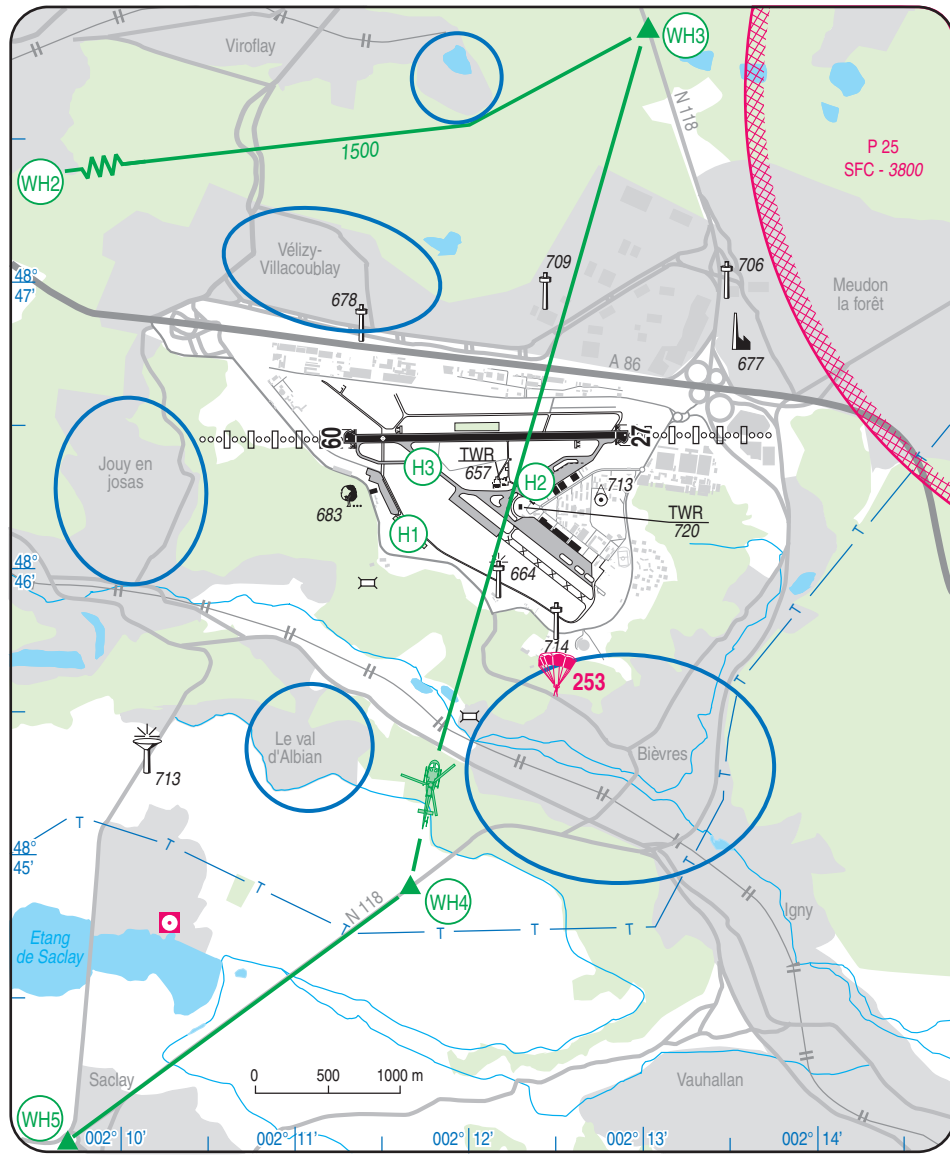 Viroflay
WH3
N 118
P 25
SFC - 3800
WH2
1500
Vélizy-
Villacoublay
48°
47’
678
709
706
Meudon
la forêt
677
A 86
09
27
Jouy en
josas
H3
TWR
657
H2
713
683
TWR
720
H1
48°
46’
664
714
253
Le val
d'Albian
Bièvres
713
T
T
T
T
48°
45’
T
T
T
T
T
T
T
T
N 118
WH4
Igny
Etang
de Saclay
0
500
1000 m
Saclay
Vauhallan
WH5
002° 10’
002° 11’
002° 12
002° 13’
002° 14’